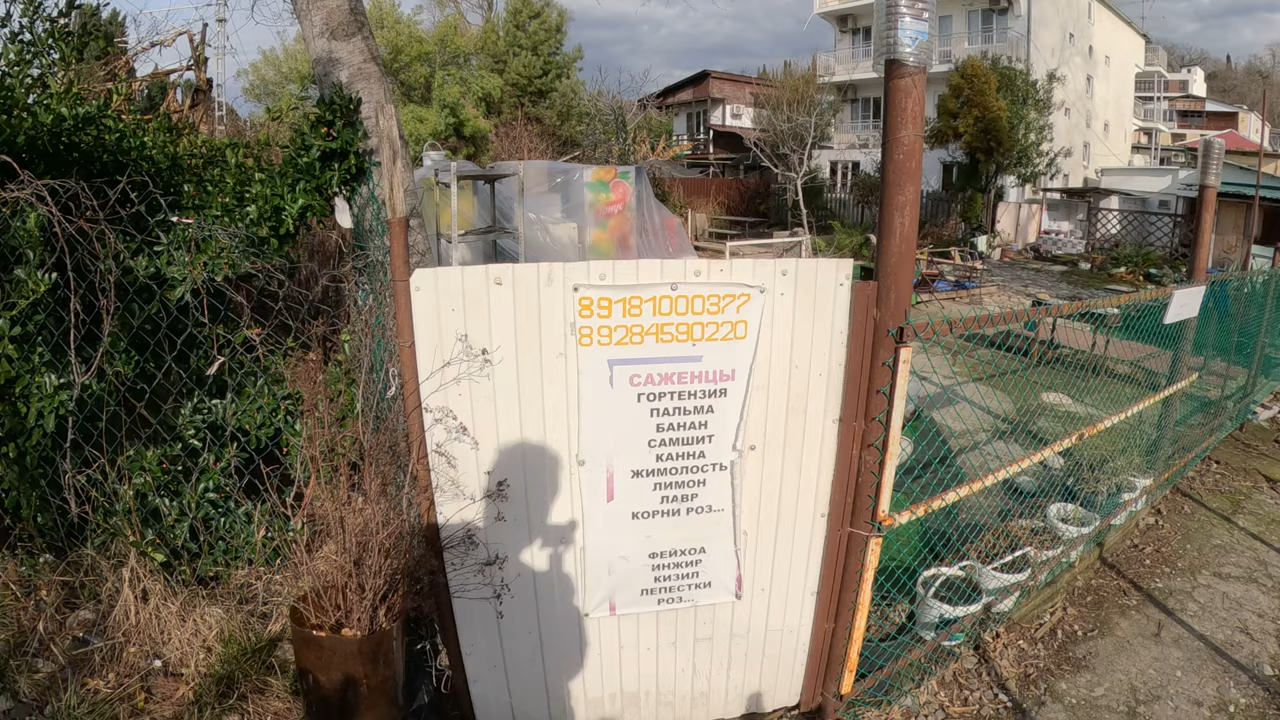 89181000377
89284590220
САЖЕНЦЫ
ГОРТЕНЗИЯ
ПАЛЬМА
БАНАН
САМШИТ
КАННА
ЖИМОЛОСТЬ
ЛИМОН
ЛАВР
КОРНИ РОЗ...
ФЕЙХОА
ИНЖИР
КИЗИЛ
ЛЕПЕСТКИ
РОЗ...